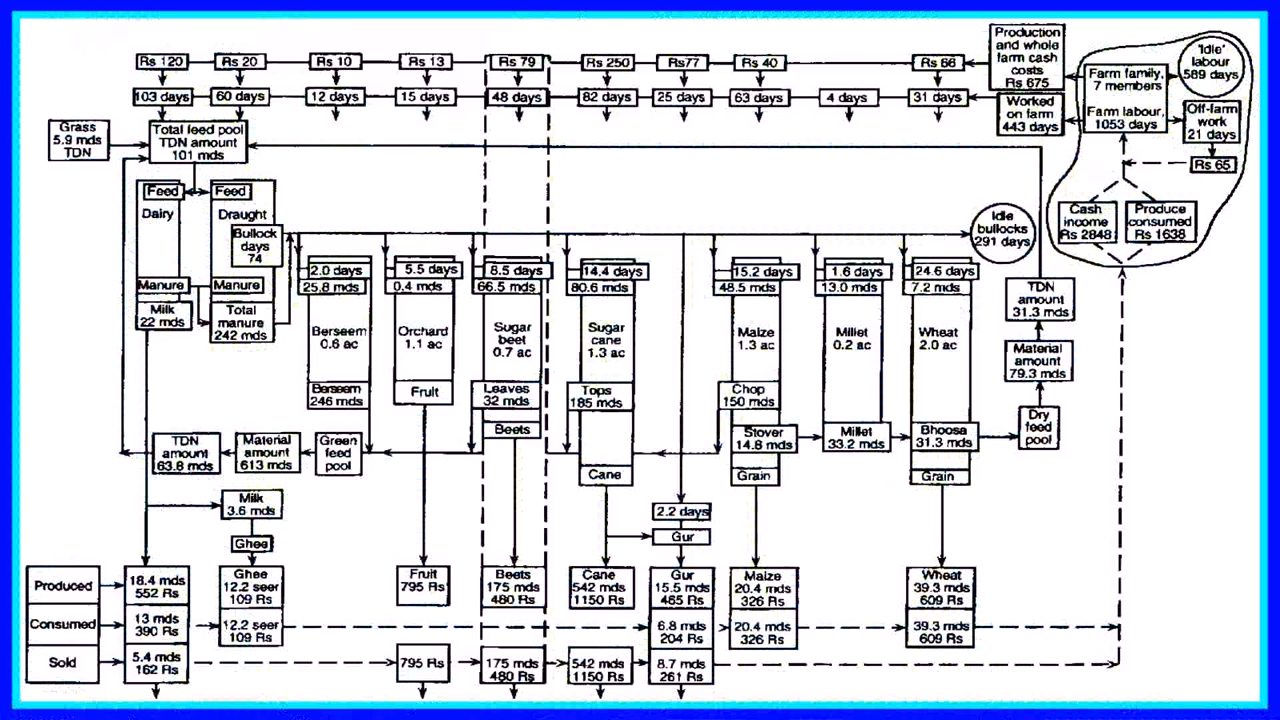 Production
and whole
farm cash
costs
Rs 675
Rs 120
Rs 20
Rs 10
Rs 13
Rs 79
Rs 250
Rs77
Rs 40
Rs 66
'Idle'
labour
589 days
Farm family,
7 members
Farm labour,
1053 days
103 days
60 days
12 days
15 days
48 days
82 days
25 days
63 days
4 days
31 days
Worked
on farm
443 days
Off-farm
work
21 days
Rs 65
Grass
5.9 mds
TDN
Total feed pool
TDN amount
101 mds
Cash
income
Rs 2848
Produce
consumed
Rs 1638
Feed
Dairy
Feed
Draught
Bullock
days
74
Idle
bullocks
291 days
Manure
Manure
Milk
22 mds
Total
manure
242 mds
2.0 days
25.8 mds
Berseem
0.6 ac
Berseem
246 mds
5.5 days
0.4 mds
Orchard
1.1 ac
Fruit
8.5 days
66.5 mds
Sugar
beet
0.7 ac
Leaves
32 mds
Beets
14.4 days
80.6 mds
Sugar
cane
1.3 ac
Tops
185 mds
Cane
15.2 days
48.5 mds
Maize
1.3 ac
Chop
150 mds
Stover
14.8 mds
Grain
1.6 days
13.0 mds
Millet
0.2 ac
Millet
33.2 mds
24.6 days
7.2 mds
Wheat
2.0 ac
Bhoosa
31.3 mds
Grain
TDN
amount
31.3 mds
Material
amount
79.3 mds
Dry
feed
pool
TDN
amount
63.8 mds
Material
amount
613 mds
Green
feed
pool
Milk
3.6 mds
Ghee
2.2 days
Gur
Produced
18.4 mds
552 Rs
Ghee
12.2 seer
109 Rs
Fruit
795 Rs
Beets
175 mds
480 Rs
Cane
542 mds
1150 Rs
Gur
15.5 mds
465 Rs
Maize
20.4 mds
326 Rs
Wheat
39.3 mds
609 Rs
Consumed
13 mds
390 Rs
12.2 seer
109 Rs
6.8 mds
204 Rs
20.4 mds
326 Rs
39.3 mds
609 Rs
Sold
5.4 mds
162 Rs
795 Rs
175 mds
480 Rs
542 mds
1150 Rs
8.7 mds
261 Rs